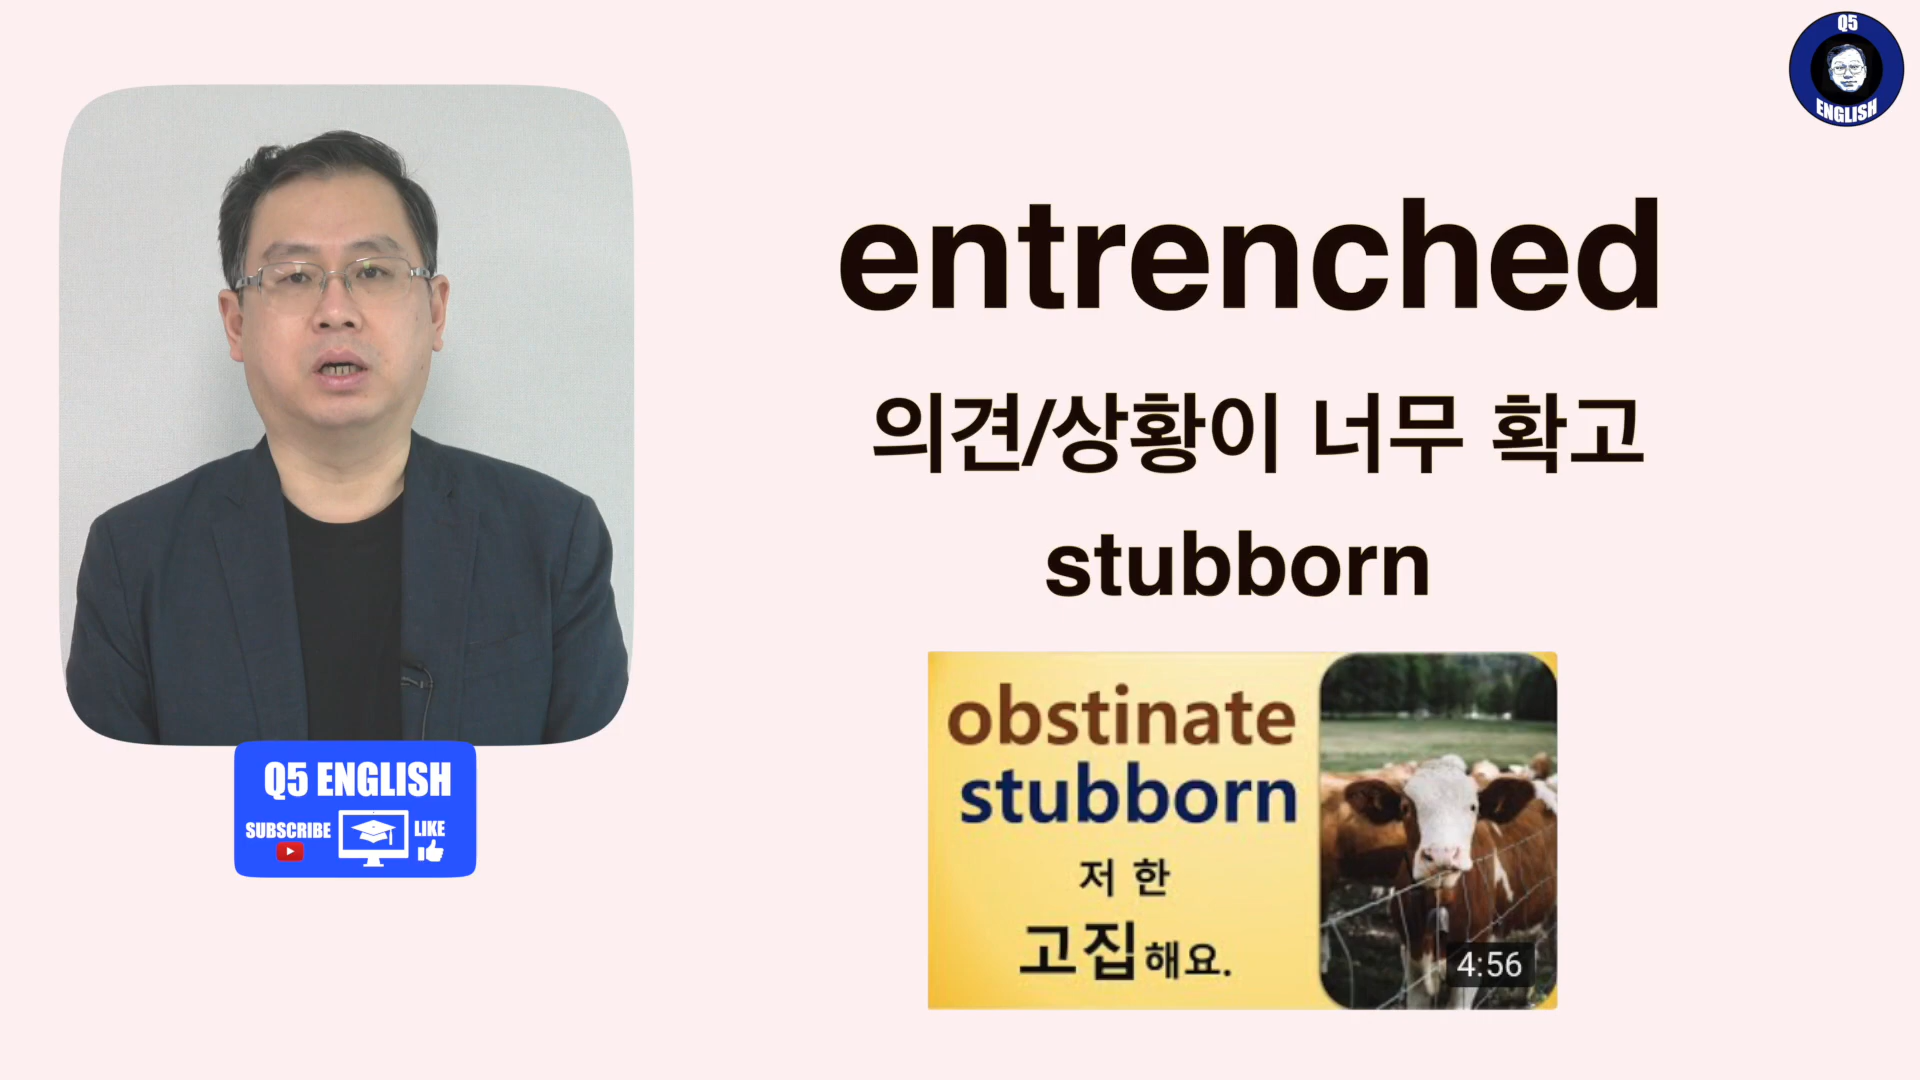 Q5
ENGLISH
entrenched
의견/상황이 너무 확고
stubborn
obstinate
stubborn
저 한
고집해요.
4:56
Q5 ENGLISH
SUBSCRIBE
LIKE